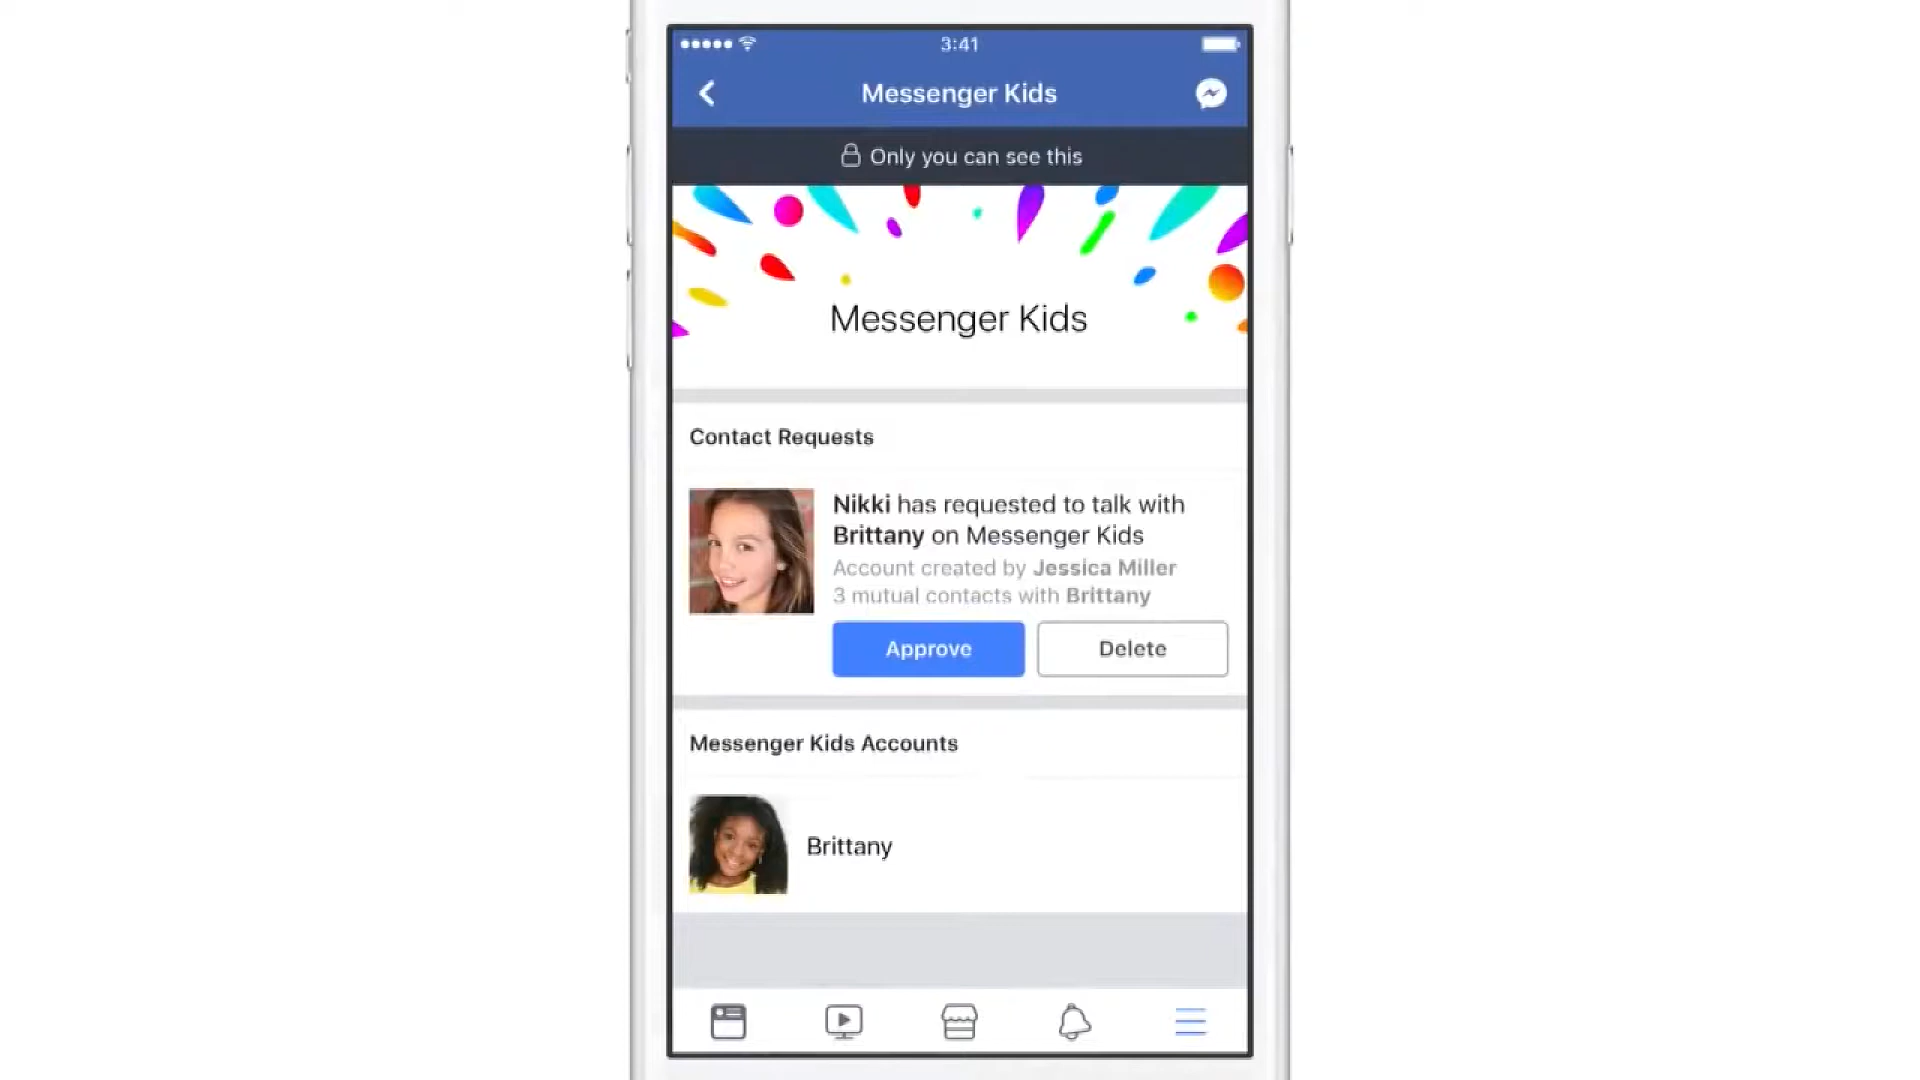 3:41
Messenger Kids
Only you can see this
Messenger Kids
Contact Requests
Nikki has requested to talk with
Brittany on Messenger Kids
Account created by Jessica Miller
3 mutual contacts with Brittany
Approve
Delete
Messenger Kids Accounts
Brittany